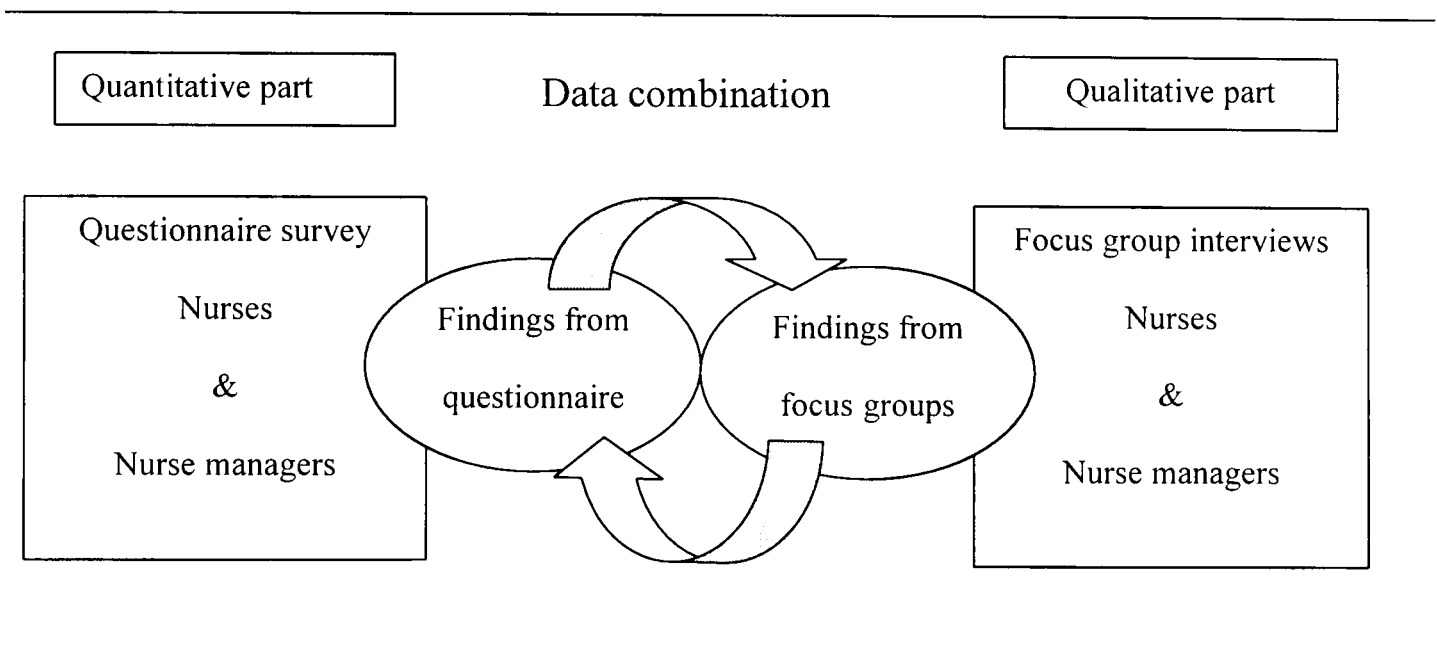 Quantitative part
Data combination
Qualitative part
Questionnaire survey
Nurses
&
Nurse managers
Findings from
questionnaire
Findings from
focus groups
Focus group interviews
Nurses
&
Nurse managers